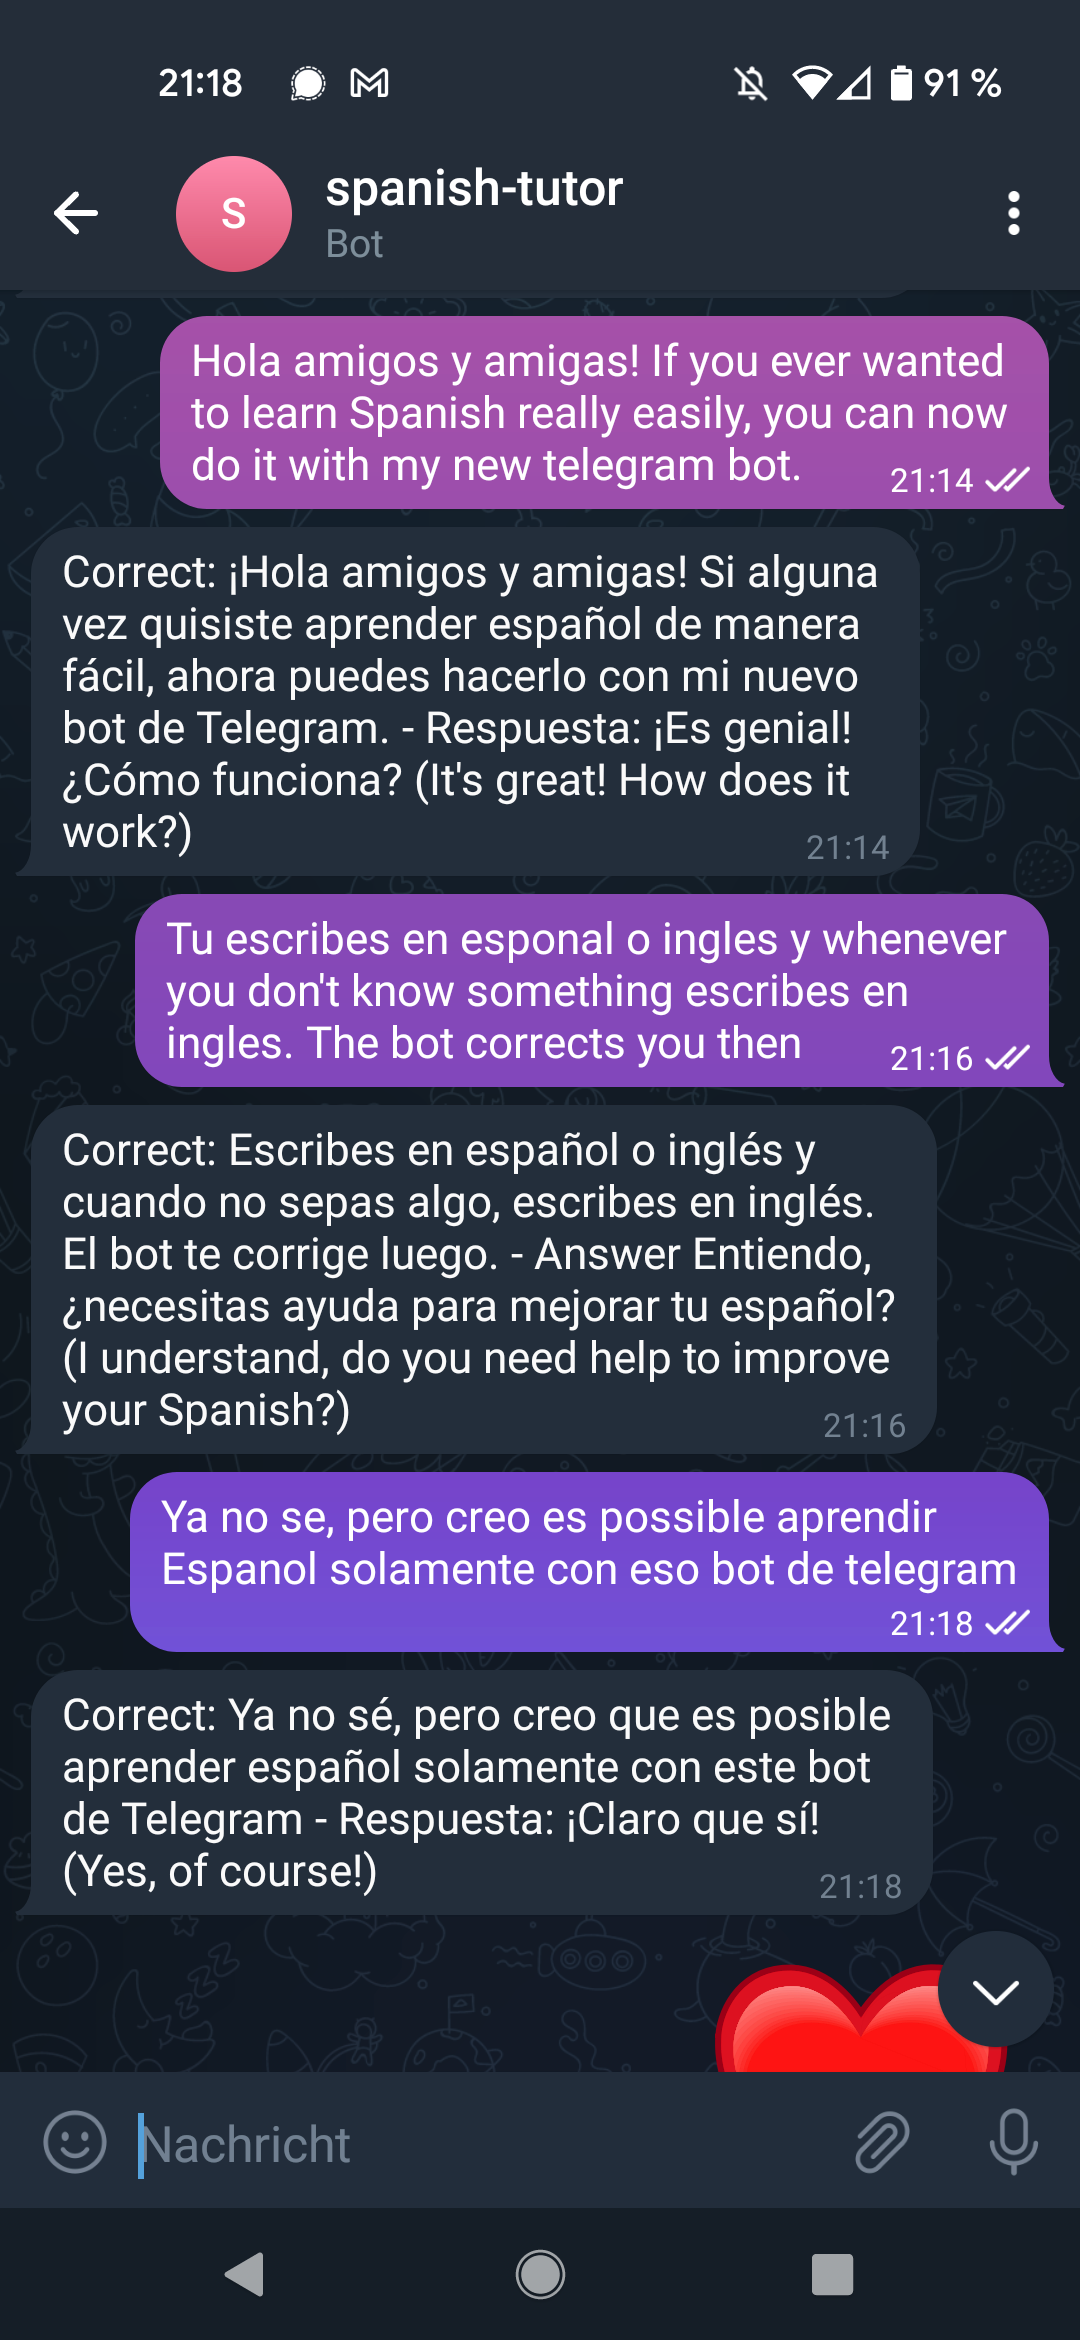 21:18
91 %
S
spanish-tutor
Bot
Hola amigos y amigas! If you ever wanted
to learn Spanish really easily, you can now
do it with my new telegram bot.
21:14
Correct: ¡Hola amigos y amigas! Si alguna
vez quisiste aprender español de manera
fácil, ahora puedes hacerlo con mi nuevo
bot de Telegram. - Respuesta: ¡Es genial!
¿Cómo funciona? (It's great! How does it
work?)
21:14
Tu escribes en esponal o ingles y whenever
you don't know something escribes en
ingles. The bot corrects you then
21:16
Correct: Escribes en español o inglés y
cuando no sepas algo, escribes en inglés.
El bot te corrige luego. - Answer Entiendo,
¿necesitas ayuda para mejorar tu español?
(I understand, do you need help to improve
your Spanish?)
21:16
Ya no se, pero creo es possible aprendir
Espanol solamente con eso bot de telegram
21:18
Correct: Ya no sé, pero creo que es posible
aprender español solamente con este bot
de Telegram - Respuesta: ¡Claro que sí!
(Yes, of course!)
21:18
Nachricht